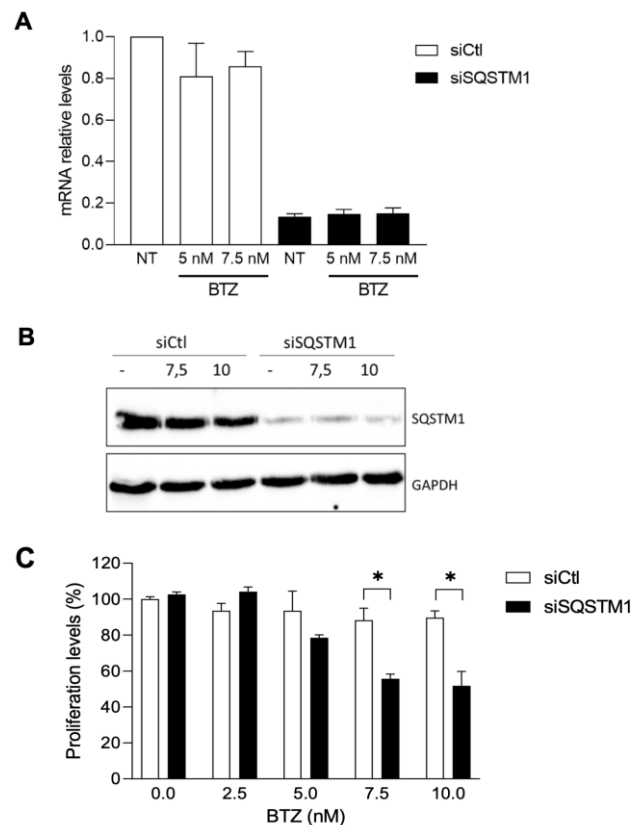 A
mRNA relative levels
1.0
0.8
0.6
0.4
0.2
0.0
NT 5 nM 7.5 nM NT 5 nM 7.5 nM
BTZ BTZ
siCtl
siSQSTM1
B
siCtl siSQSTM1
- 7,5 10 - 7,5 10
SQSTM1
GAPDH
C
Proliferation levels (%)
120
100
80
60
40
20
0
* *
0.0 2.5 5.0 7.5 10.0
BTZ (nM)
siCtl
siSQSTM1